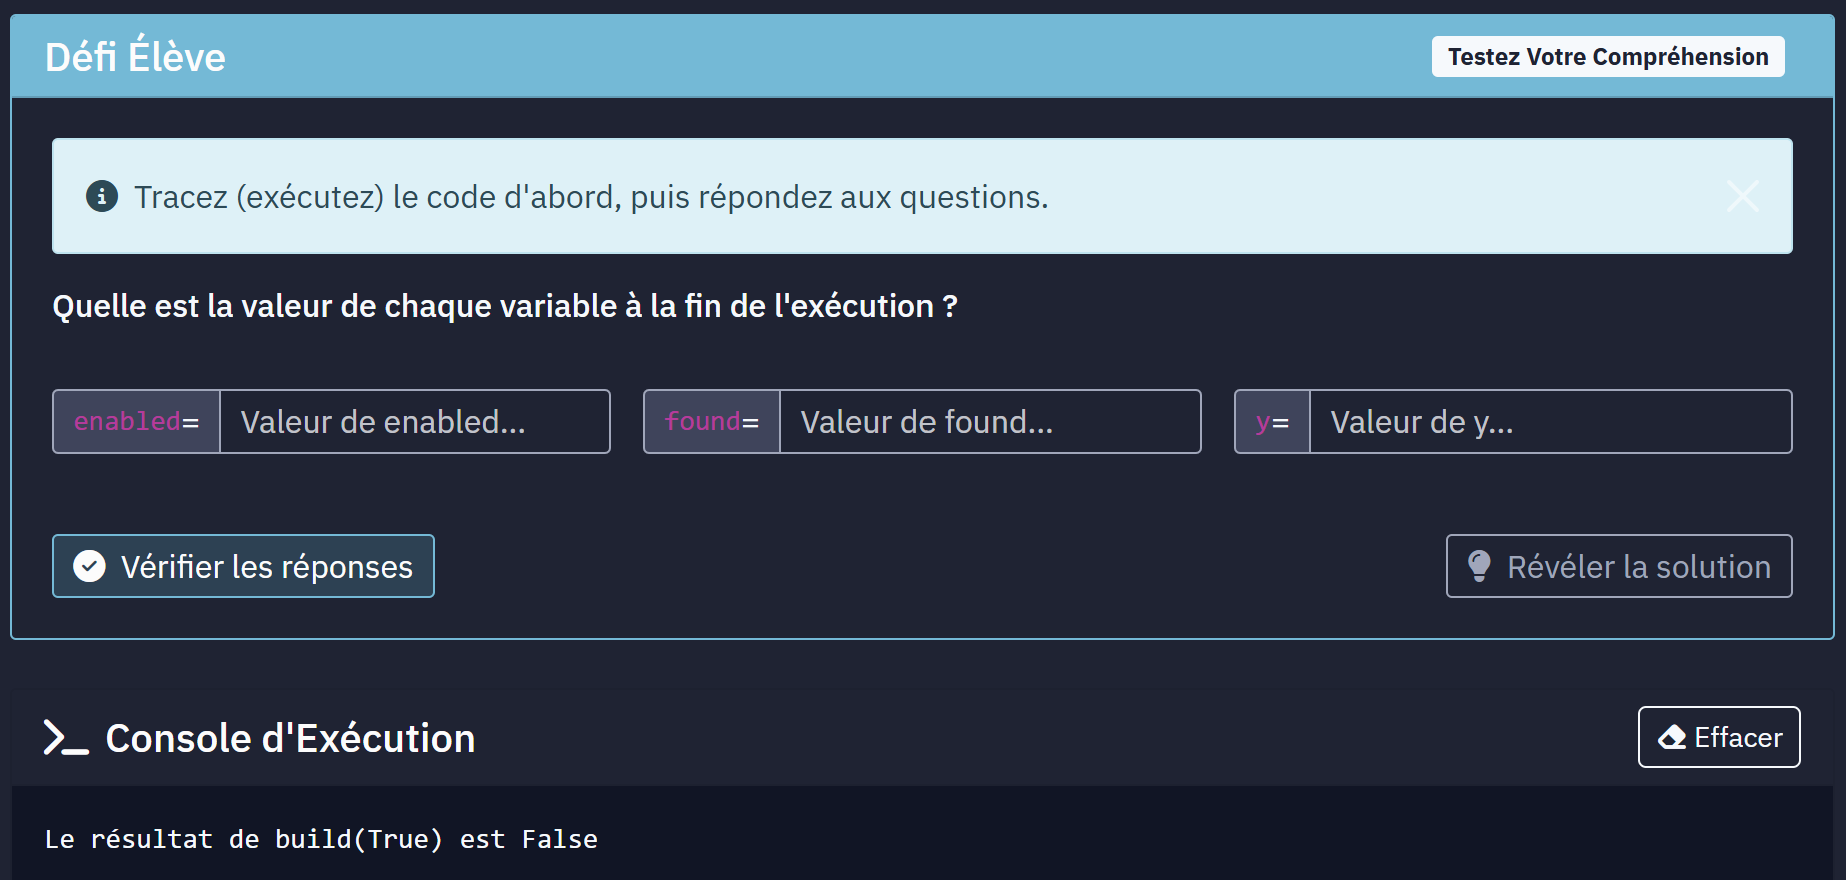 Défi Élève
Testez Votre Compréhension
Tracez (exécutez) le code d'abord, puis répondez aux questions.
Quelle est la valeur de chaque variable à la fin de l'exécution ?
enabled= Valeur de enabled...
found= Valeur de found...
y= Valeur de y...
Vérifier les réponses
Révéler la solution
Console d'Exécution
Effacer
Le résultat de build(True) est False